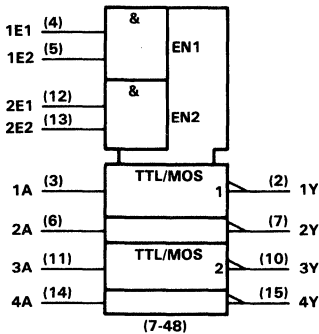 &
1E1 (4)
1E2 (5)
EN1
&
2E1 (12)
2E2 (13)
EN2
TTL/MOS
1A (3) 1 (2) 1Y
2A (6) (7) 2Y
TTL/MOS
3A (11) 2 (10) 3Y
4A (14) (15) 4Y
(7-48)